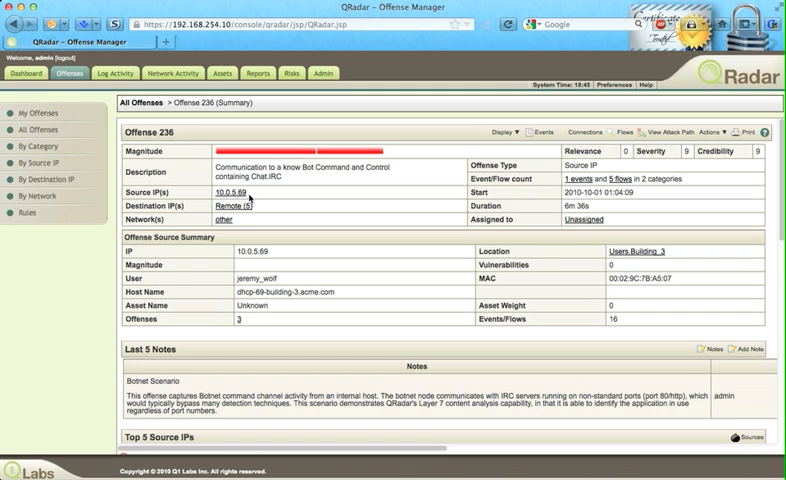 QRadar - Offense Manager
https://192.168.254.10/console/qradar/jsp/QRadar.jsp
Google
QRadar - Offense Manager
Welcome, admin [logout]
Dashboard Offenses Log Activity Network Activity Assets Reports Risks Admin
QRadar
System Time: 16:45 Preferences Help
My Offenses
All Offenses
By Category
By Source IP
By Destination IP
By Network
Rules
All Offenses > Offense 236 (Summary)
Offense 236 Display Events Connections Flows View Attack Path Actions Print
Magnitude Relevance 0 Severity 9 Credibility 9
Description Communication to a know Bot Command and Control
containing Chat.IRC
Offense Type Source IP
Event/Flow count 1 events and 5 flows in 2 categories
Source IP(s) 10.0.5.69 Start 2010-10-01 01:04:09
Destination IP(s) Remote (5) Duration 6m 36s
Network(s) other Assigned to Unassigned
Offense Source Summary
IP 10.0.5.69 Location Users.Building_3
Magnitude Vulnerabilities 0
User jeremy_wolf MAC 00:02:9C:7B:A5:07
Host Name dhcp-69-building-3.acme.com
Asset Name Unknown Asset Weight 0
Offenses 3 Events/Flows 16
Last 5 Notes Notes Add Note
Notes
Botnet Scenario
This offense captures Botnet command channel activity from an internal host. The botnet node communicates with IRC servers running on non-standard ports (port 80/http), which
would typically bypass many detection techniques. This scenario demonstrates QRadar's Layer 7 content analysis capability, in that it is able to identify the application in use
regardless of port numbers.
admin
Top 5 Source IPs Sources
Labs Copyright © 2010 Q1 Labs Inc. All rights reserved.